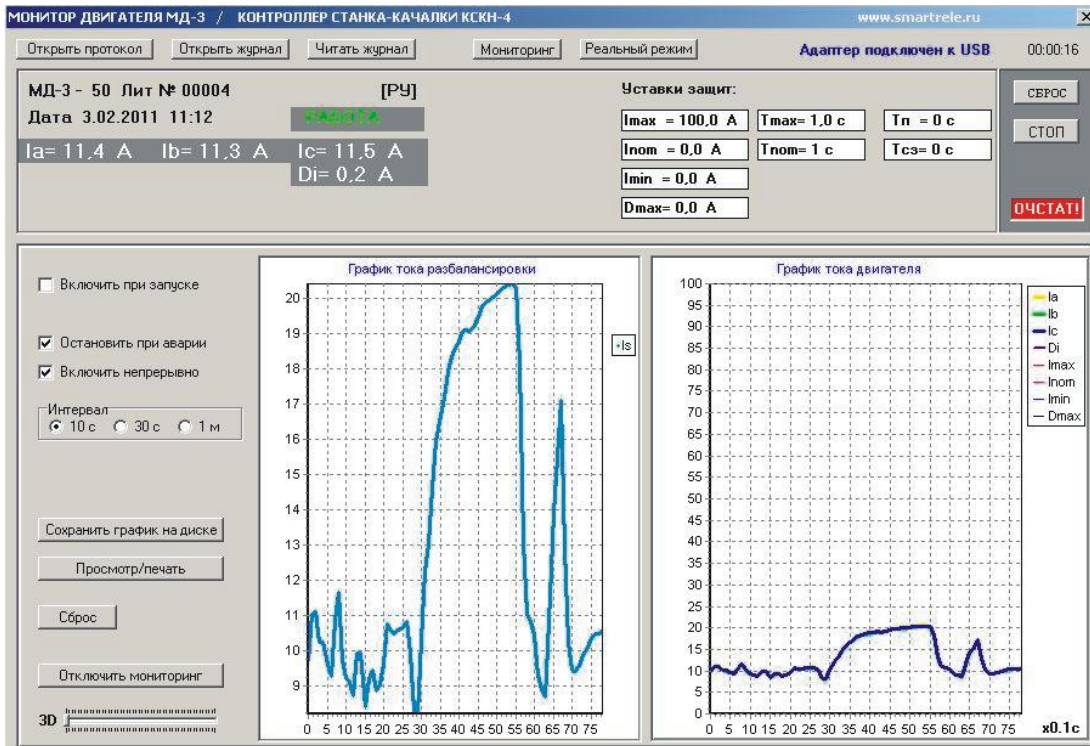 МОНИТОР ДВИГАТЕЛЯ МД-3 / КОНТРОЛЛЕР СТАНКА-КАЧАЛКИ КСКН-4 www.smartrele.ru
Открыть протокол Открыть журнал Читать журнал Мониторинг Реальный режим Адаптер подключен к USB 00:00:16
МД-3 - 50 Лит № 00004 [РУ]
Дата 3.02.2011 11:12 РАБОТА
Ia= 11,4 A Ib= 11,3 A Ic= 11,5 A
Di= 0,2 A
Уставки защит:
Imax = 100,0 A Tmax= 1,0 c Tп = 0 c
Inom = 0,0 A Tnom= 1 c Tсз= 0 c
Imin = 0,0 A
Dmax= 0,0 A
СБРОС
СТОП
ОЧСТАТ!
Включить при запуске
Остановить при аварии
Включить непрерывно
Интервал
10 с 30 с 1 м
Сохранить график на диске
Просмотр/печать
Сброс
Отключить мониторинг
3D
График тока разбалансировки
20
19
18
17
16
15
14
13
12
11
10
9
0 5 10 15 20 25 30 35 40 45 50 55 60 65 70 75
Is
График тока двигателя
100
95
90
85
80
75
70
65
60
55
50
45
40
35
30
25
20
15
10
5
0
0 5 10 15 20 25 30 35 40 45 50 55 60 65 70 75
x0.1c
Ia
Ib
Ic
Di
Imax
Inom
Imin
Dmax